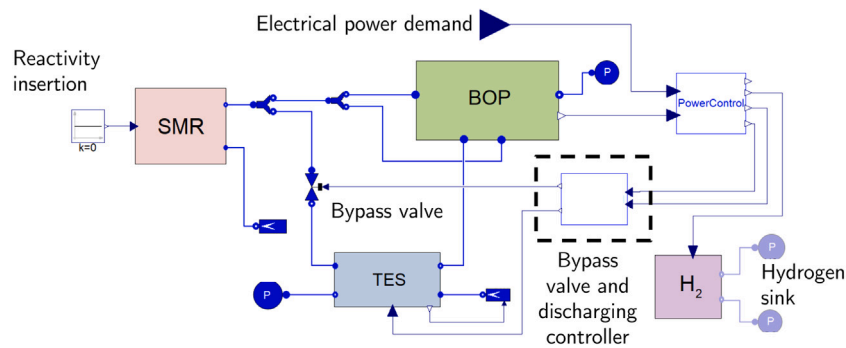 Electrical power demand
Reactivity
insertion
k=0
SMR
BOP
P
PowerControl
Bypass valve
TES
P
Bypass
valve and
discharging
controller
H2
P
Hydrogen
sink
P